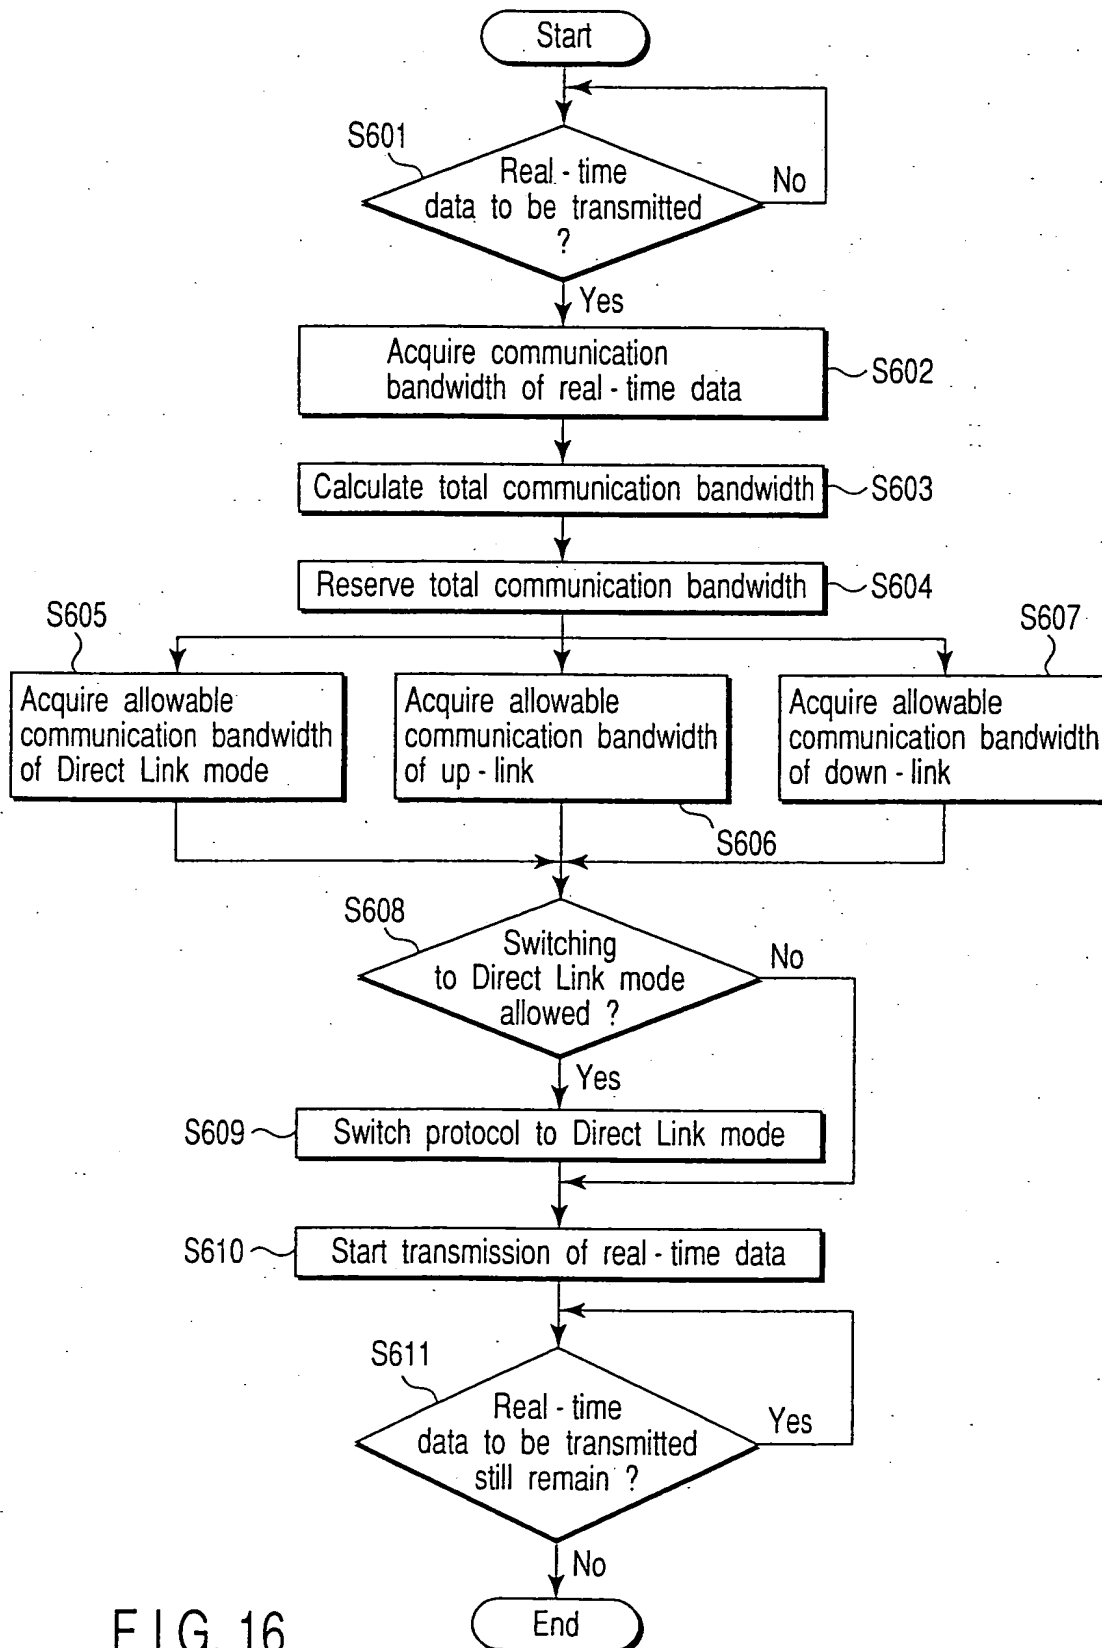 Start
S601
Real-time
data to be transmitted
?
No
Yes
Acquire communication
bandwidth of real-time data
S602
Calculate total communication bandwidth
S603
Reserve total communication bandwidth
S604
S605
S607
Acquire allowable
communication bandwidth
of Direct Link mode
Acquire allowable
communication bandwidth
of up-link
Acquire allowable
communication bandwidth
of down-link
S606
S608
Switching
to Direct Link mode
allowed ?
No
Yes
S609
Switch protocol to Direct Link mode
S610
Start transmission of real-time data
S611
Real-time
data to be transmitted
still remain ?
Yes
No
End
FIG. 16